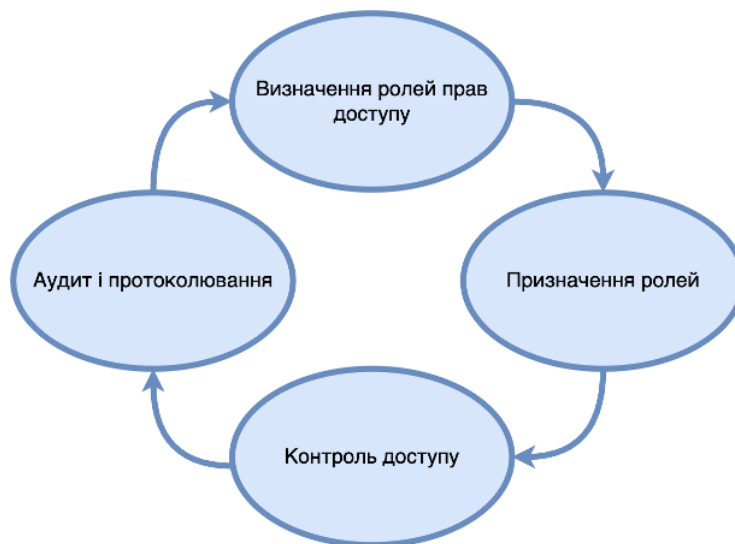 Визначення ролей прав
доступу
Аудит і протоколювання
Призначення ролей
Контроль доступу